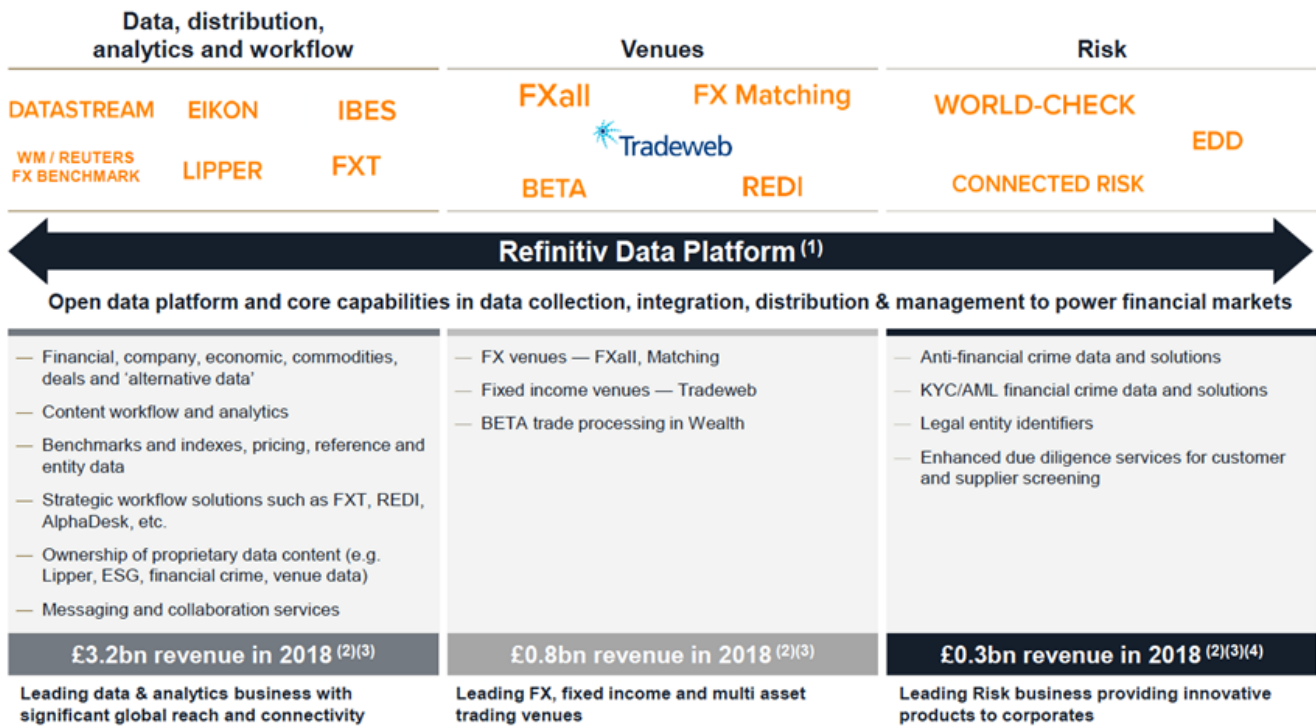 Data, distribution,
analytics and workflow
Venues
Risk
DATASTREAM
EIKON
IBES
WM / REUTERS
FX BENCHMARK
LIPPER
FXT
FXall
FX Matching
Tradeweb
BETA
REDI
WORLD-CHECK
EDD
CONNECTED RISK
Refinitiv Data Platform (1)
Open data platform and core capabilities in data collection, integration, distribution & management to power financial markets
— Financial, company, economic, commodities,
deals and ‘alternative data’
— Content workflow and analytics
— Benchmarks and indexes, pricing, reference and
entity data
— Strategic workflow solutions such as FXT, REDI,
AlphaDesk, etc.
— Ownership of proprietary data content (e.g.
Lipper, ESG, financial crime, venue data)
— Messaging and collaboration services
£3.2bn revenue in 2018 (2)(3)
Leading data & analytics business with
significant global reach and connectivity
— FX venues — FXall, Matching
— Fixed income venues — Tradeweb
— BETA trade processing in Wealth
£0.8bn revenue in 2018 (2)(3)
Leading FX, fixed income and multi asset
trading venues
— Anti-financial crime data and solutions
— KYC/AML financial crime data and solutions
— Legal entity identifiers
— Enhanced due diligence services for customer
and supplier screening
£0.3bn revenue in 2018 (2)(3)(4)
Leading Risk business providing innovative
products to corporates